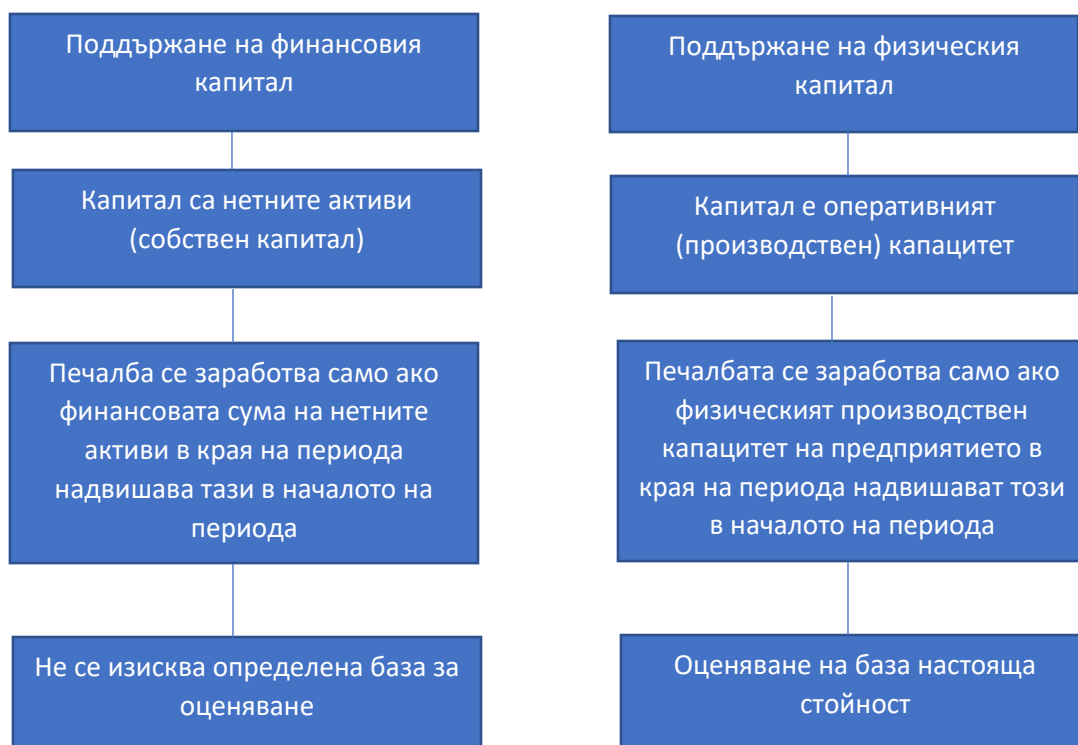 Поддържане на финансовия
капитал
Капитал са нетните активи
(собствен капитал)
Печалба се заработва само ако
финансовата сума на нетните
активи в края на периода
надвишава тази в началото на
периода
Не се изисква определена база за
оценяване
Поддържане на физическия
капитал
Капитал е оперативният
(производствен) капацитет
Печалбата се заработва само ако
физическият производствен
капацитет на предприятието в
края на периода надвишават този
в началото на периода
Оценяване на база настояща
стойност